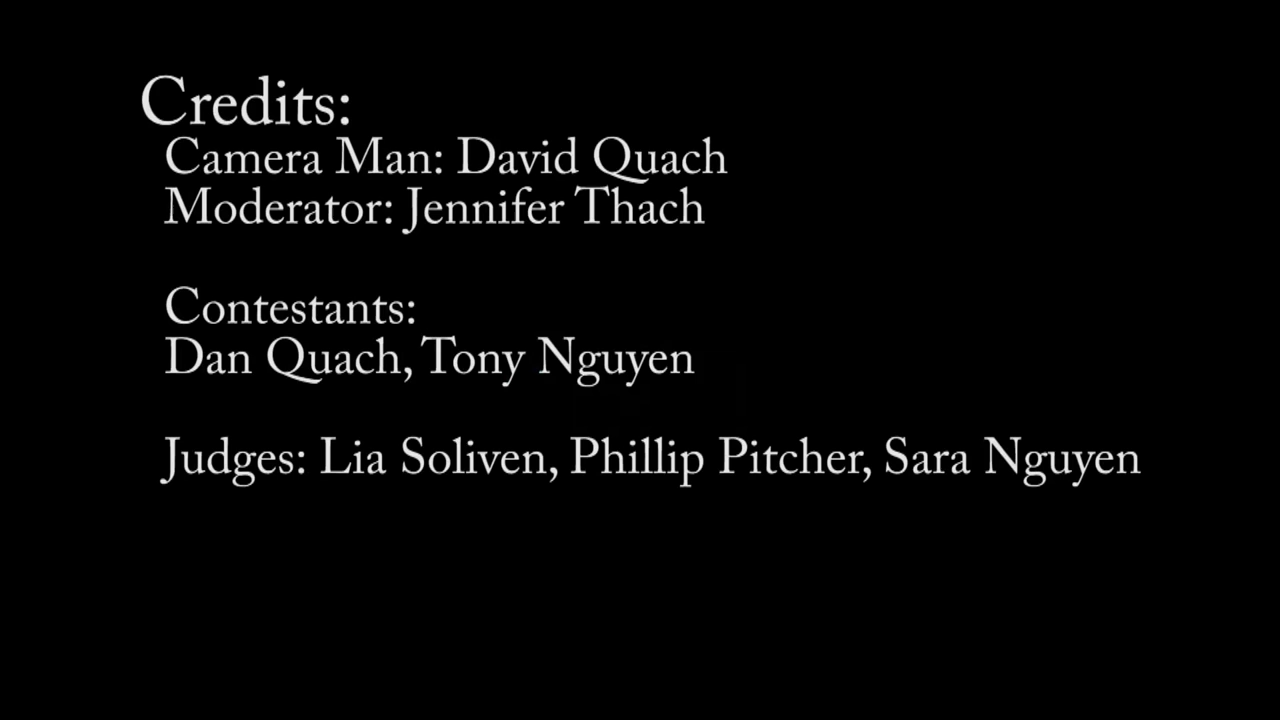 Credits:
Camera Man: David Quach
Moderator: Jennifer Thach
Contestants:
Dan Quach, Tony Nguyen
Judges: Lia Soliven, Phillip Pitcher, Sara Nguyen